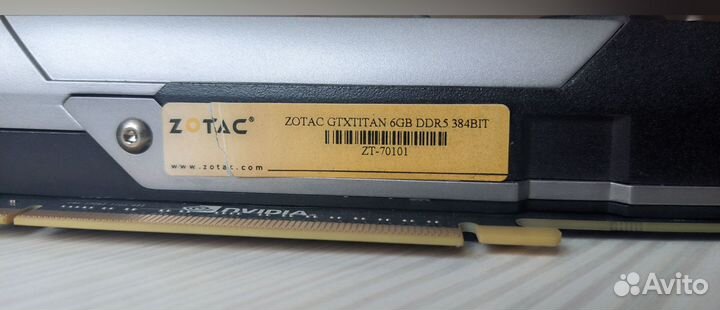 ZOTAC®
www.zotac.com
ZOTAC GTXTITAN 6GB DDR5 384BIT
ZT-70101
NVIDIA
Avito